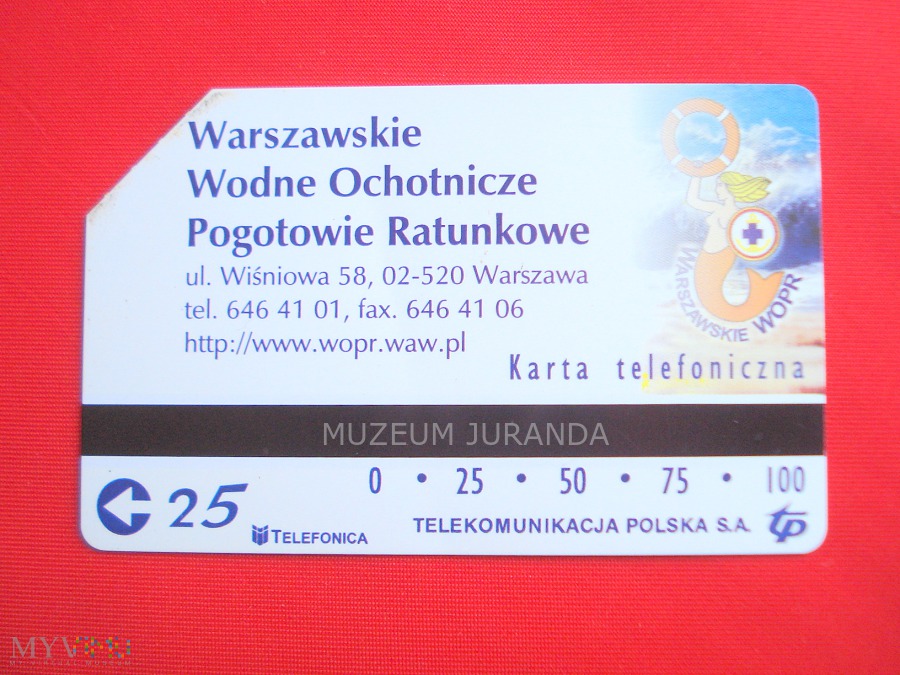 Warszawskie
Wodne Ochotnicze
Pogotowie Ratunkowe
ul. Wiśniowa 58, 02-520 Warszawa
tel. 646 41 01, fax. 646 41 06
http://www.wopr.waw.pl
WARSZAWSKIE WOPR
Karta telefoniczna
MUZEUM JURANDA
0 • 25 • 50 • 75 • 100
25
TELEFONICA
TELEKOMUNIKACJA POLSKA S.A. tp